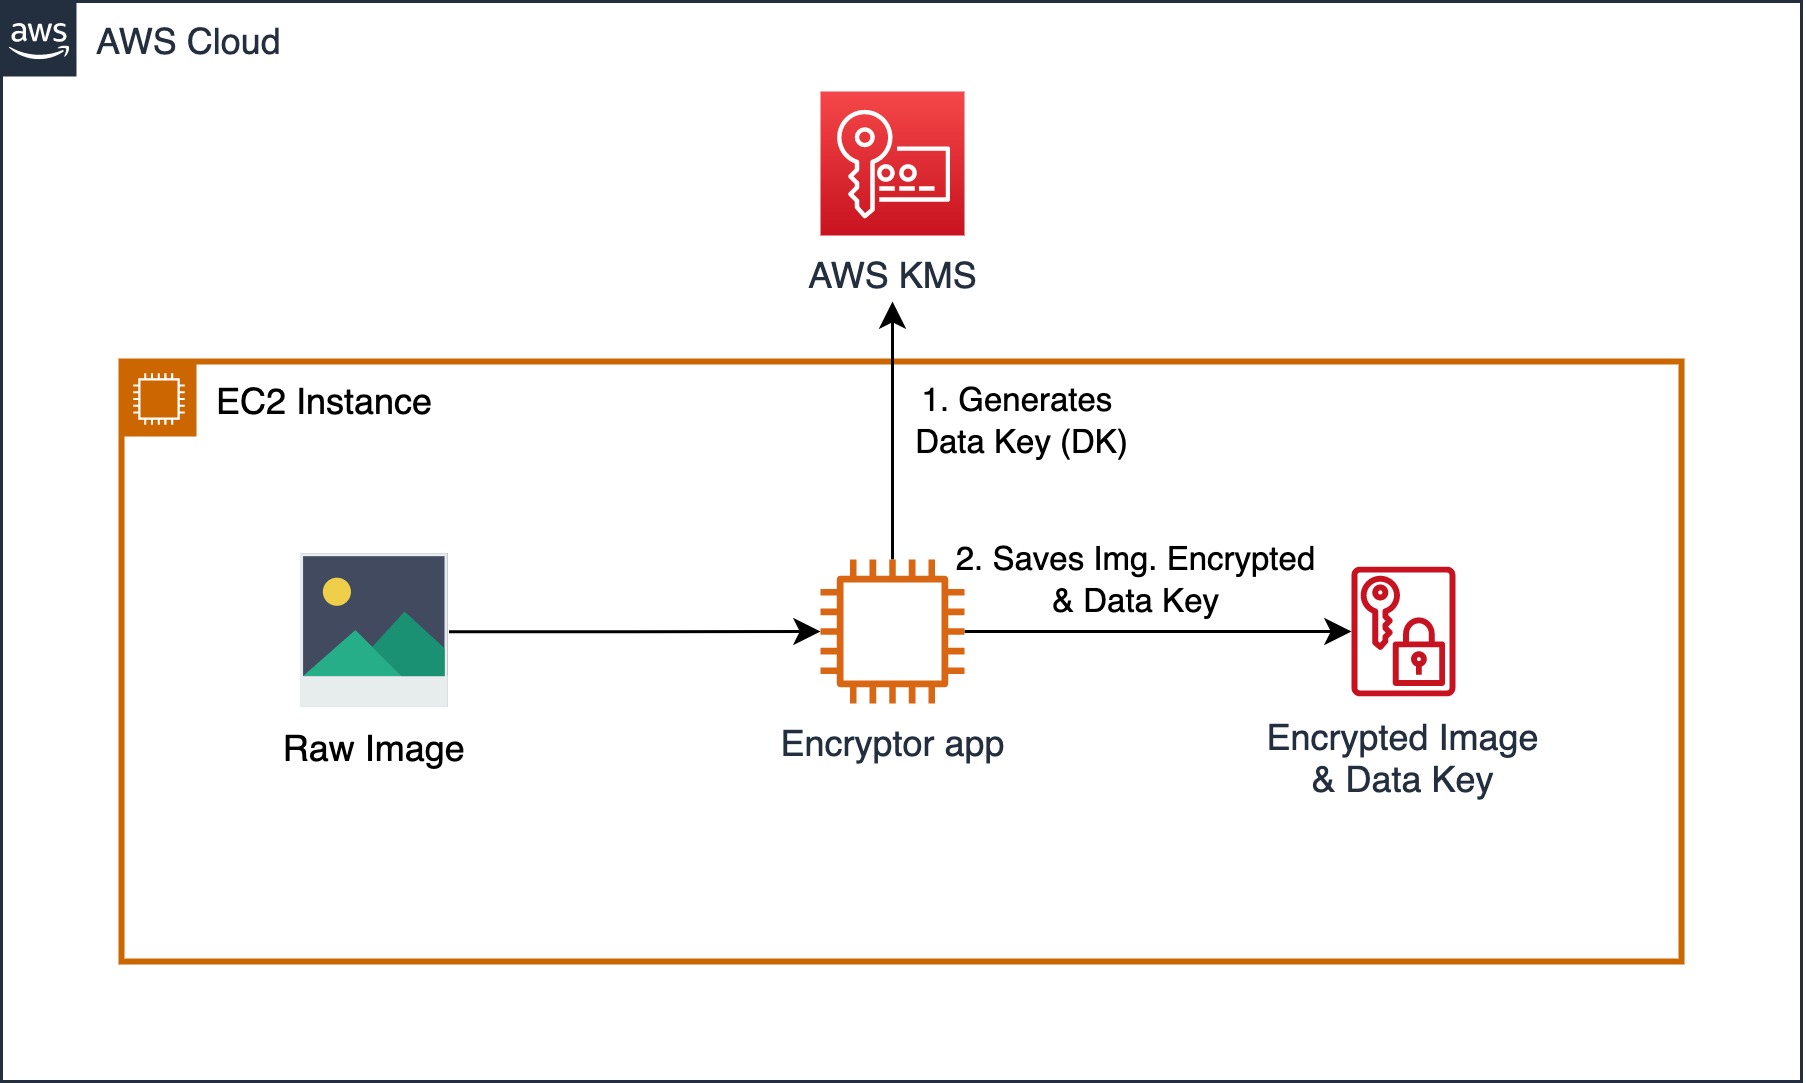 aws
AWS Cloud
AWS KMS
EC2 Instance
1. Generates
Data Key (DK)
2. Saves Img. Encrypted
& Data Key
Raw Image
Encryptor app
Encrypted Image
& Data Key